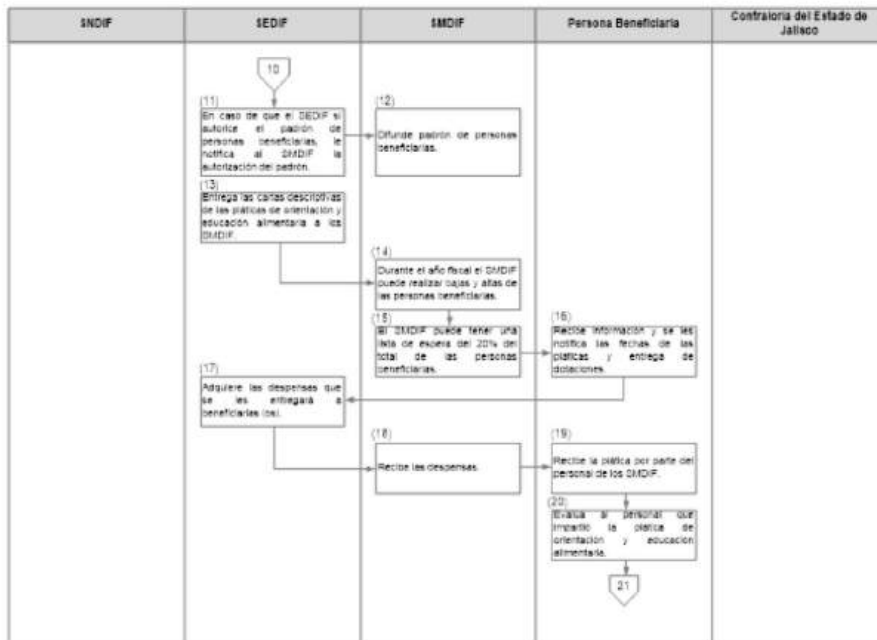 SNDIF
SEDIF
SMDIF
Persona Beneficiaria
Contraloria del Estado de
Jalisco
10
(11)
En caso de que el SEDIF si
autorice el padrón de
personas beneficiarias, le
notifica al SMDIF la
autorización del padrón.
(12)
Difunde padrón de personas
beneficiarias.
(13)
Entrega las cartas descriptivas
de las pláticas de orientación y
educación alimentaria a los
SMDIF.
(14)
Durante el año fiscal el SMDIF
puede realizar bajas y altas de
las personas beneficiarias.
(15)
El SMDIF puede tener una
lista de espera del 20% del
total de las personas
beneficiarias.
(16)
Recibe información y se les
notifica las fechas de las
pláticas y entrega de
dotaciones.
(17)
Adquiere las despensas que
se les entregará a
beneficiarias (os).
(18)
Recibe las despensas.
(19)
Recibe la plática por parte del
personal de los SMDIF.
(20)
Evalúa al personal que
impartió la plática de
orientación y educación
alimentaria.
21